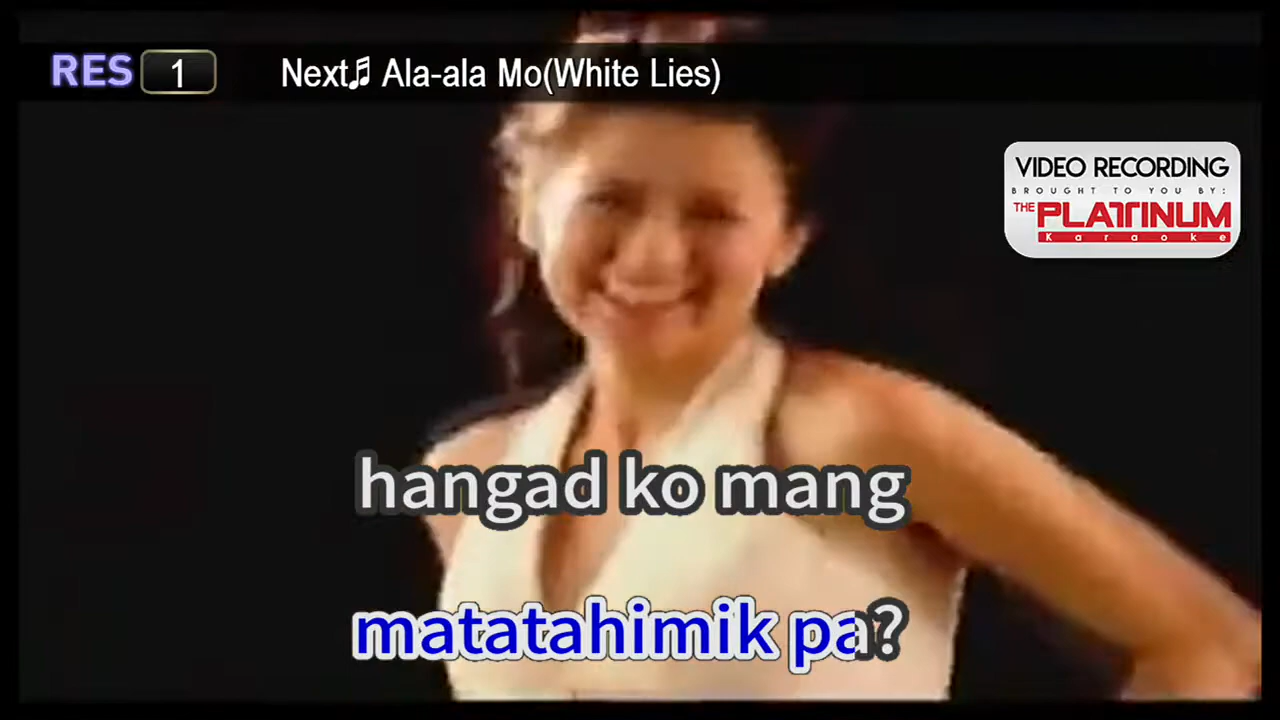 RES 1 Next♫ Ala-ala Mo(White Lies)
VIDEO RECORDING
BROUGHT TO YOU BY:
THE PLATINUM
Karaoke
hangad ko mang
matatahimik pa?